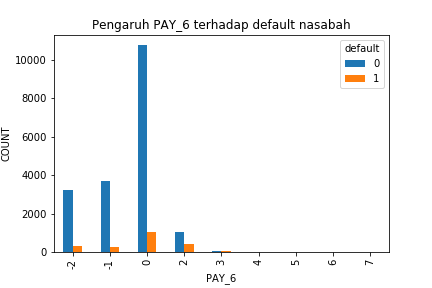 Pengaruh PAY_6 terhadap default nasabah
default
0
1
10000
8000
6000
4000
2000
0
COUNT
-2 -1 0 2 3 4 5 6 7
PAY_6